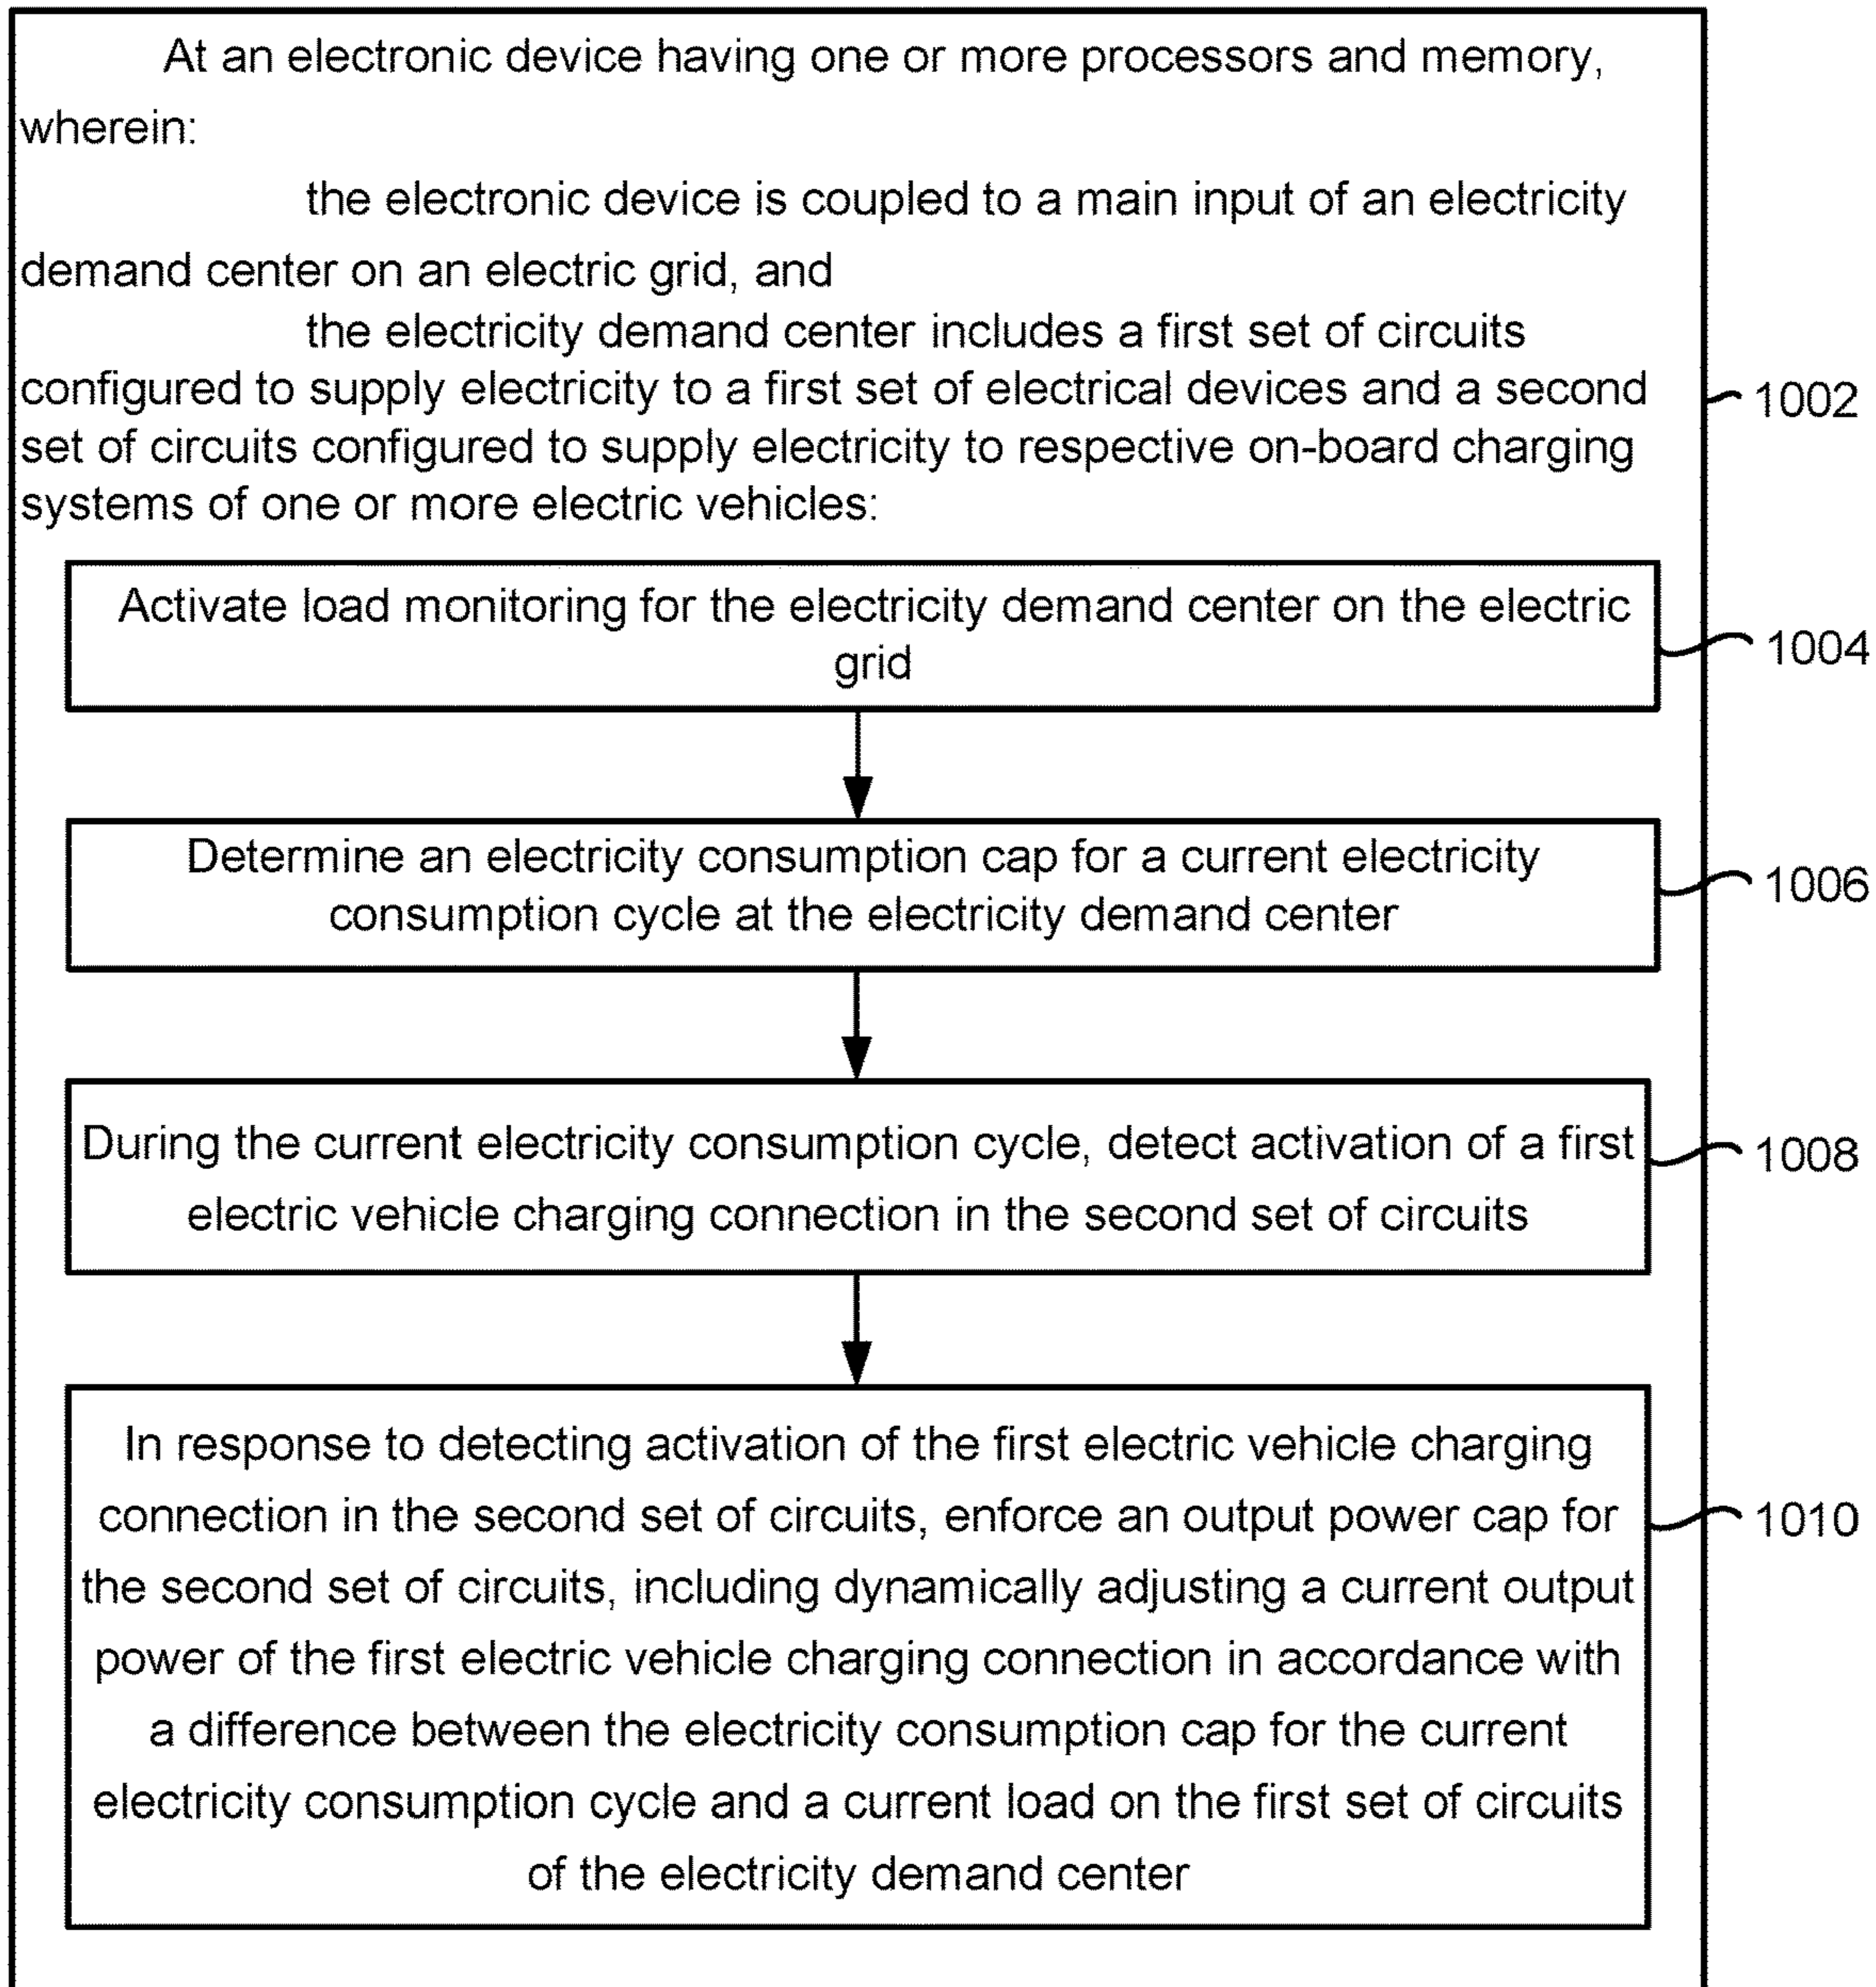 At an electronic device having one or more processors and memory,
wherein:
the electronic device is coupled to a main input of an electricity
demand center on an electric grid, and
the electricity demand center includes a first set of circuits
configured to supply electricity to a first set of electrical devices and a second
set of circuits configured to supply electricity to respective on-board charging
systems of one or more electric vehicles:
1002
Activate load monitoring for the electricity demand center on the electric
grid
1004
Determine an electricity consumption cap for a current electricity
consumption cycle at the electricity demand center
1006
During the current electricity consumption cycle, detect activation of a first
electric vehicle charging connection in the second set of circuits
1008
In response to detecting activation of the first electric vehicle charging
connection in the second set of circuits, enforce an output power cap for
the second set of circuits, including dynamically adjusting a current output
power of the first electric vehicle charging connection in accordance with
a difference between the electricity consumption cap for the current
electricity consumption cycle and a current load on the first set of circuits
of the electricity demand center
1010